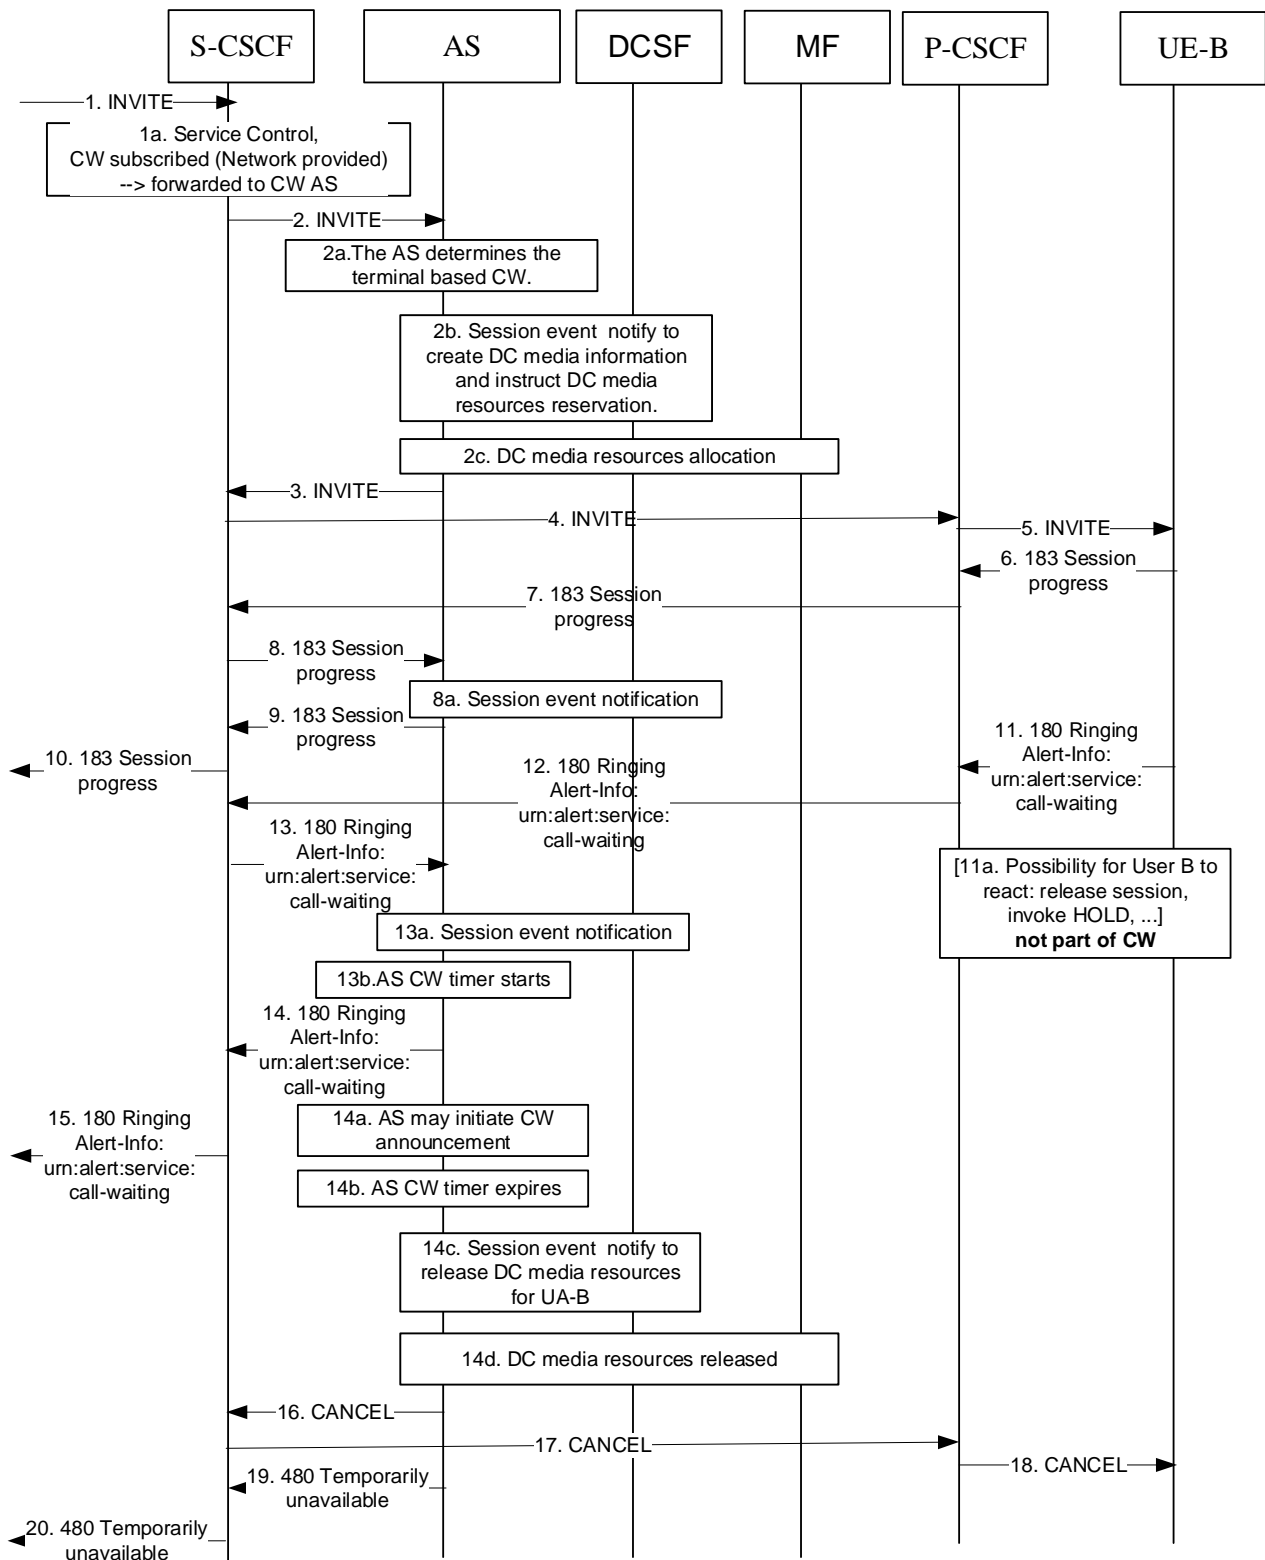 S-CSCF
AS
DCSF
MF
P-CSCF
UE-B
1. INVITE
1a. Service Control,
CW subscribed (Network provided)
--> forwarded to CW AS
2. INVITE
2a.The AS determines the
terminal based CW.
2b. Session event notify to
create DC media information
and instruct DC media
resources reservation.
2c. DC media resources allocation
3. INVITE
4. INVITE
5. INVITE
6. 183 Session
progress
7. 183 Session
progress
8. 183 Session
progress
8a. Session event notification
9. 183 Session
progress
10. 183 Session
progress
11. 180 Ringing
Alert-Info:
urn:alert:service:
call-waiting
12. 180 Ringing
Alert-Info:
urn:alert:service:
call-waiting
13. 180 Ringing
Alert-Info:
urn:alert:service:
call-waiting
[11a. Possibility for User B to
react: release session,
invoke HOLD, ...]
not part of CW
13a. Session event notification
13b.AS CW timer starts
14. 180 Ringing
Alert-Info:
urn:alert:service:
call-waiting
15. 180 Ringing
Alert-Info:
urn:alert:service:
call-waiting
14a. AS may initiate CW
announcement
14b. AS CW timer expires
14c. Session event notify to
release DC media resources
for UA-B
14d. DC media resources released
16. CANCEL
17. CANCEL
18. CANCEL
19. 480 Temporarily
unavailable
20. 480 Temporarily
unavailable